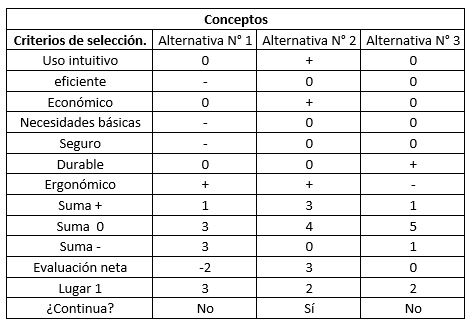 Conceptos
Criterios de selección. Alternativa N° 1 Alternativa N° 2 Alternativa N° 3
Uso intuitivo 0 + 0
eficiente - 0 0
Económico 0 + 0
Necesidades básicas - 0 0
Seguro - 0 0
Durable 0 0 +
Ergonómico + + -
Suma + 1 3 1
Suma 0 3 4 5
Suma - 3 0 1
Evaluación neta -2 3 0
Lugar 1 3 2 2
¿Continua? No Sí No